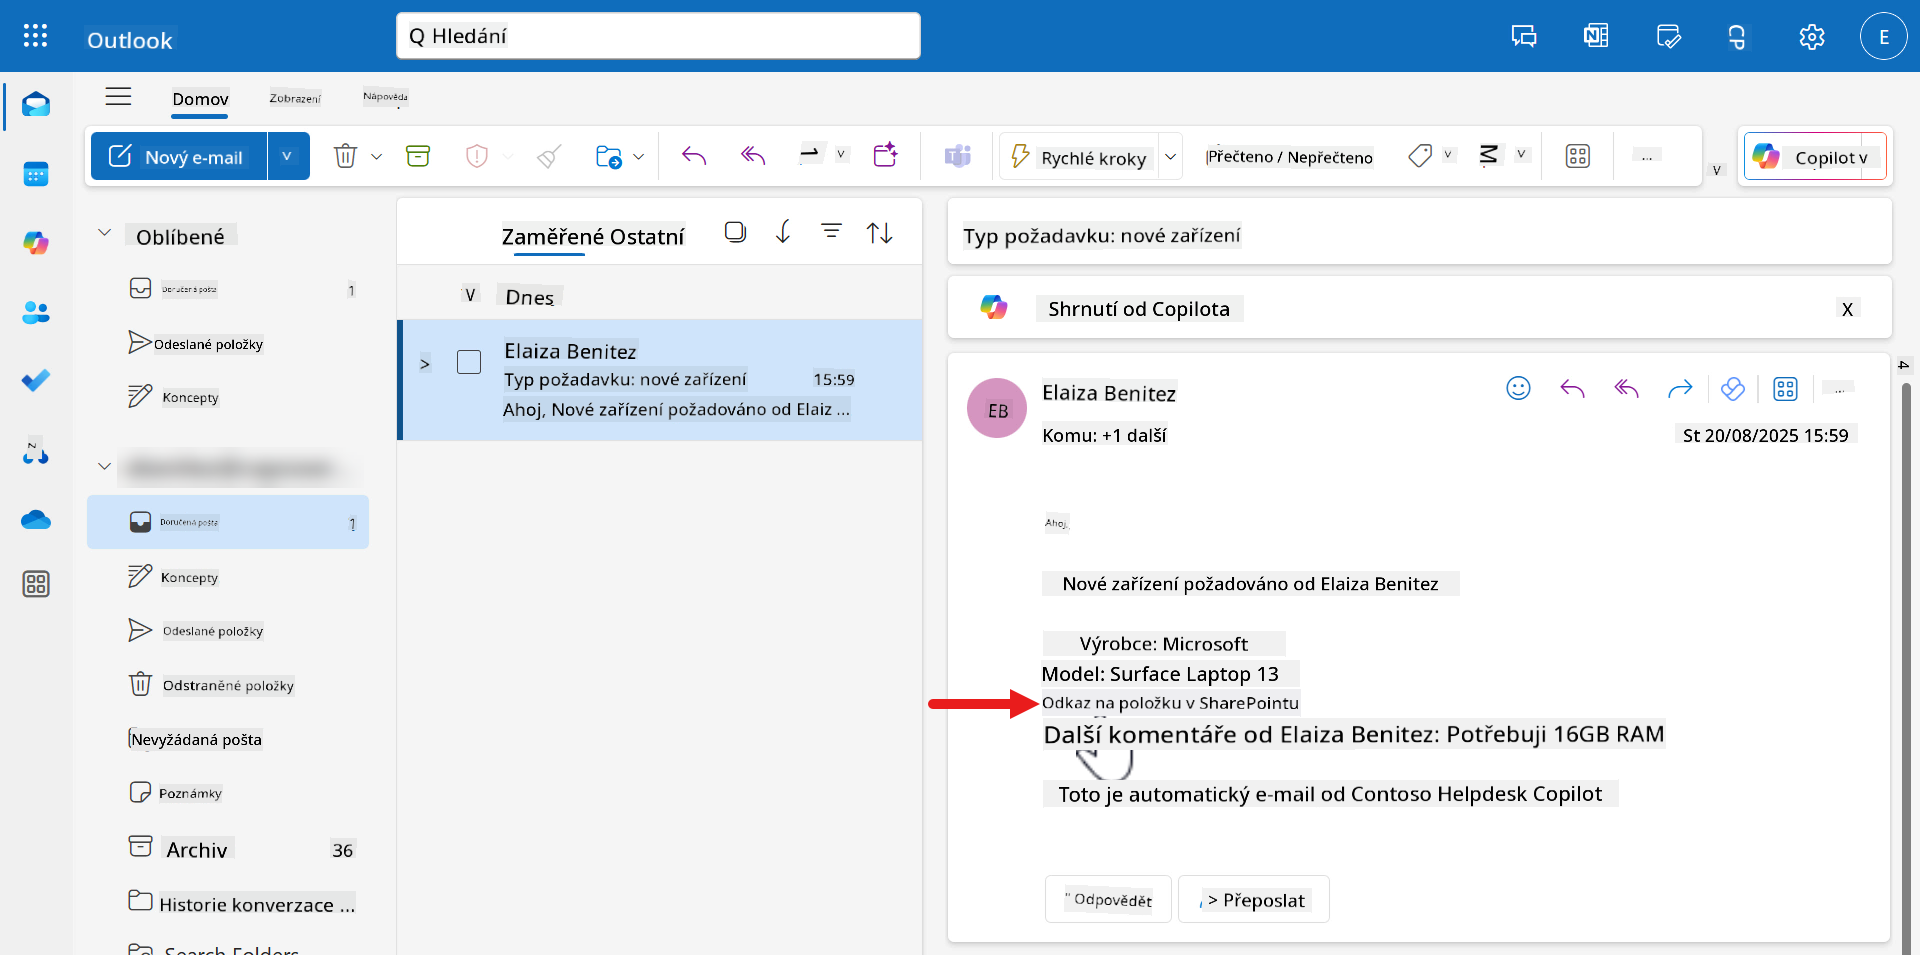 Outlook
Q Hledání
E
Domov
Zobrazení
Nápověda
Nový e-mail
v
v
Rychlé kroky
Přečteno / Nepřečteno
v
v
...
v
Copilot v
Oblíbené
Doručená pošta
1
Odeslané položky
Koncepty
Doručená pošta
1
Koncepty
Odeslané položky
Odstraněné položky
Nevyžádaná pošta
Poznámky
Archiv
36
Historie konverzace ...
Search Folders
Zaměřené Ostatní
V
Dnes
>
Elaiza Benitez
Typ požadavku: nové zařízení
15:59
Ahoj, Nové zařízení požadováno od Elaiz ...
Typ požadavku: nové zařízení
Shrnutí od Copilota
X
EB
Elaiza Benitez
...
Komu: +1 další
St 20/08/2025 15:59
Ahoj,
Nové zařízení požadováno od Elaiza Benitez
Výrobce: Microsoft
Model: Surface Laptop 13
Odkaz na položku v SharePointu
Další komentáře od Elaiza Benitez: Potřebuji 16GB RAM
Toto je automatický e-mail od Contoso Helpdesk Copilot
" Odpovědět
> Přeposlat